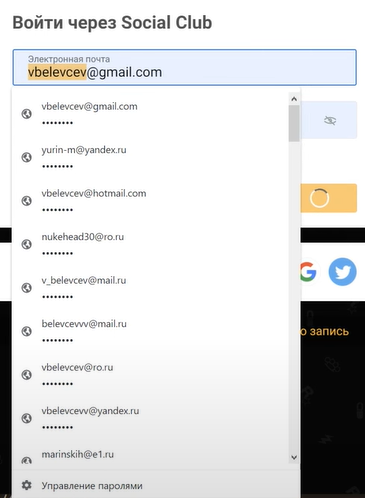 Войти через Social Club
Электронная почта
vbelevcev@gmail.com
vbelevcev@gmail.com
••••••••
yurin-m@yandex.ru
••••••••
vbelevcev@hotmail.com
••••••••
nukehead30@ro.ru
••••••••
v_belevcev@mail.ru
••••••••
belevcevvv@mail.ru
••••••••
vbelevcev@ro.ru
••••••••
vbelevcevv@yandex.ru
••••••••
marinskih@e1.ru
о запись
Управление паролями